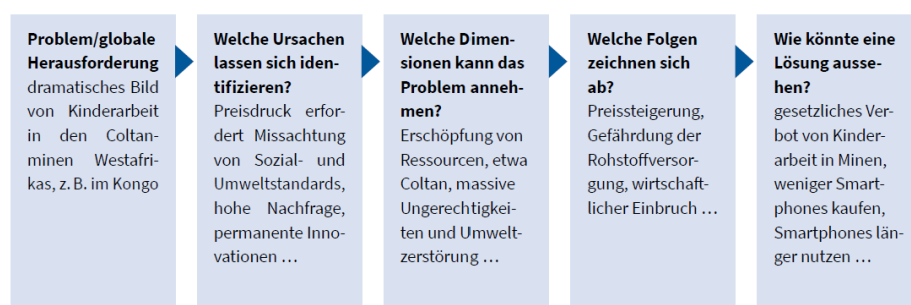 Problem/globale
Herausforderung
dramatisches Bild
von Kinderarbeit
in den Coltan-
minen Westafri-
kas, z. B. im Kongo
Welche Ursachen
lassen sich iden-
tifizieren?
Preisdruck erfor-
dert Missachtung
von Sozial- und
Umweltstandards,
hohe Nachfrage,
permanente Inno-
vationen …
Welche Dimen-
sionen kann das
Problem anneh-
men?
Erschöpfung von
Ressourcen, etwa
Coltan, massive
Ungerechtigkei-
ten und Umwelt-
zerstörung …
Welche Folgen
zeichnen sich
ab?
Preissteigerung,
Gefährdung der
Rohstoffversor-
gung, wirtschaft-
licher Einbruch …
Wie könnte eine
Lösung ausse-
hen?
gesetzliches Ver-
bot von Kinder-
arbeit in Minen,
weniger Smart-
phones kaufen,
Smartphones län-
ger nutzen …